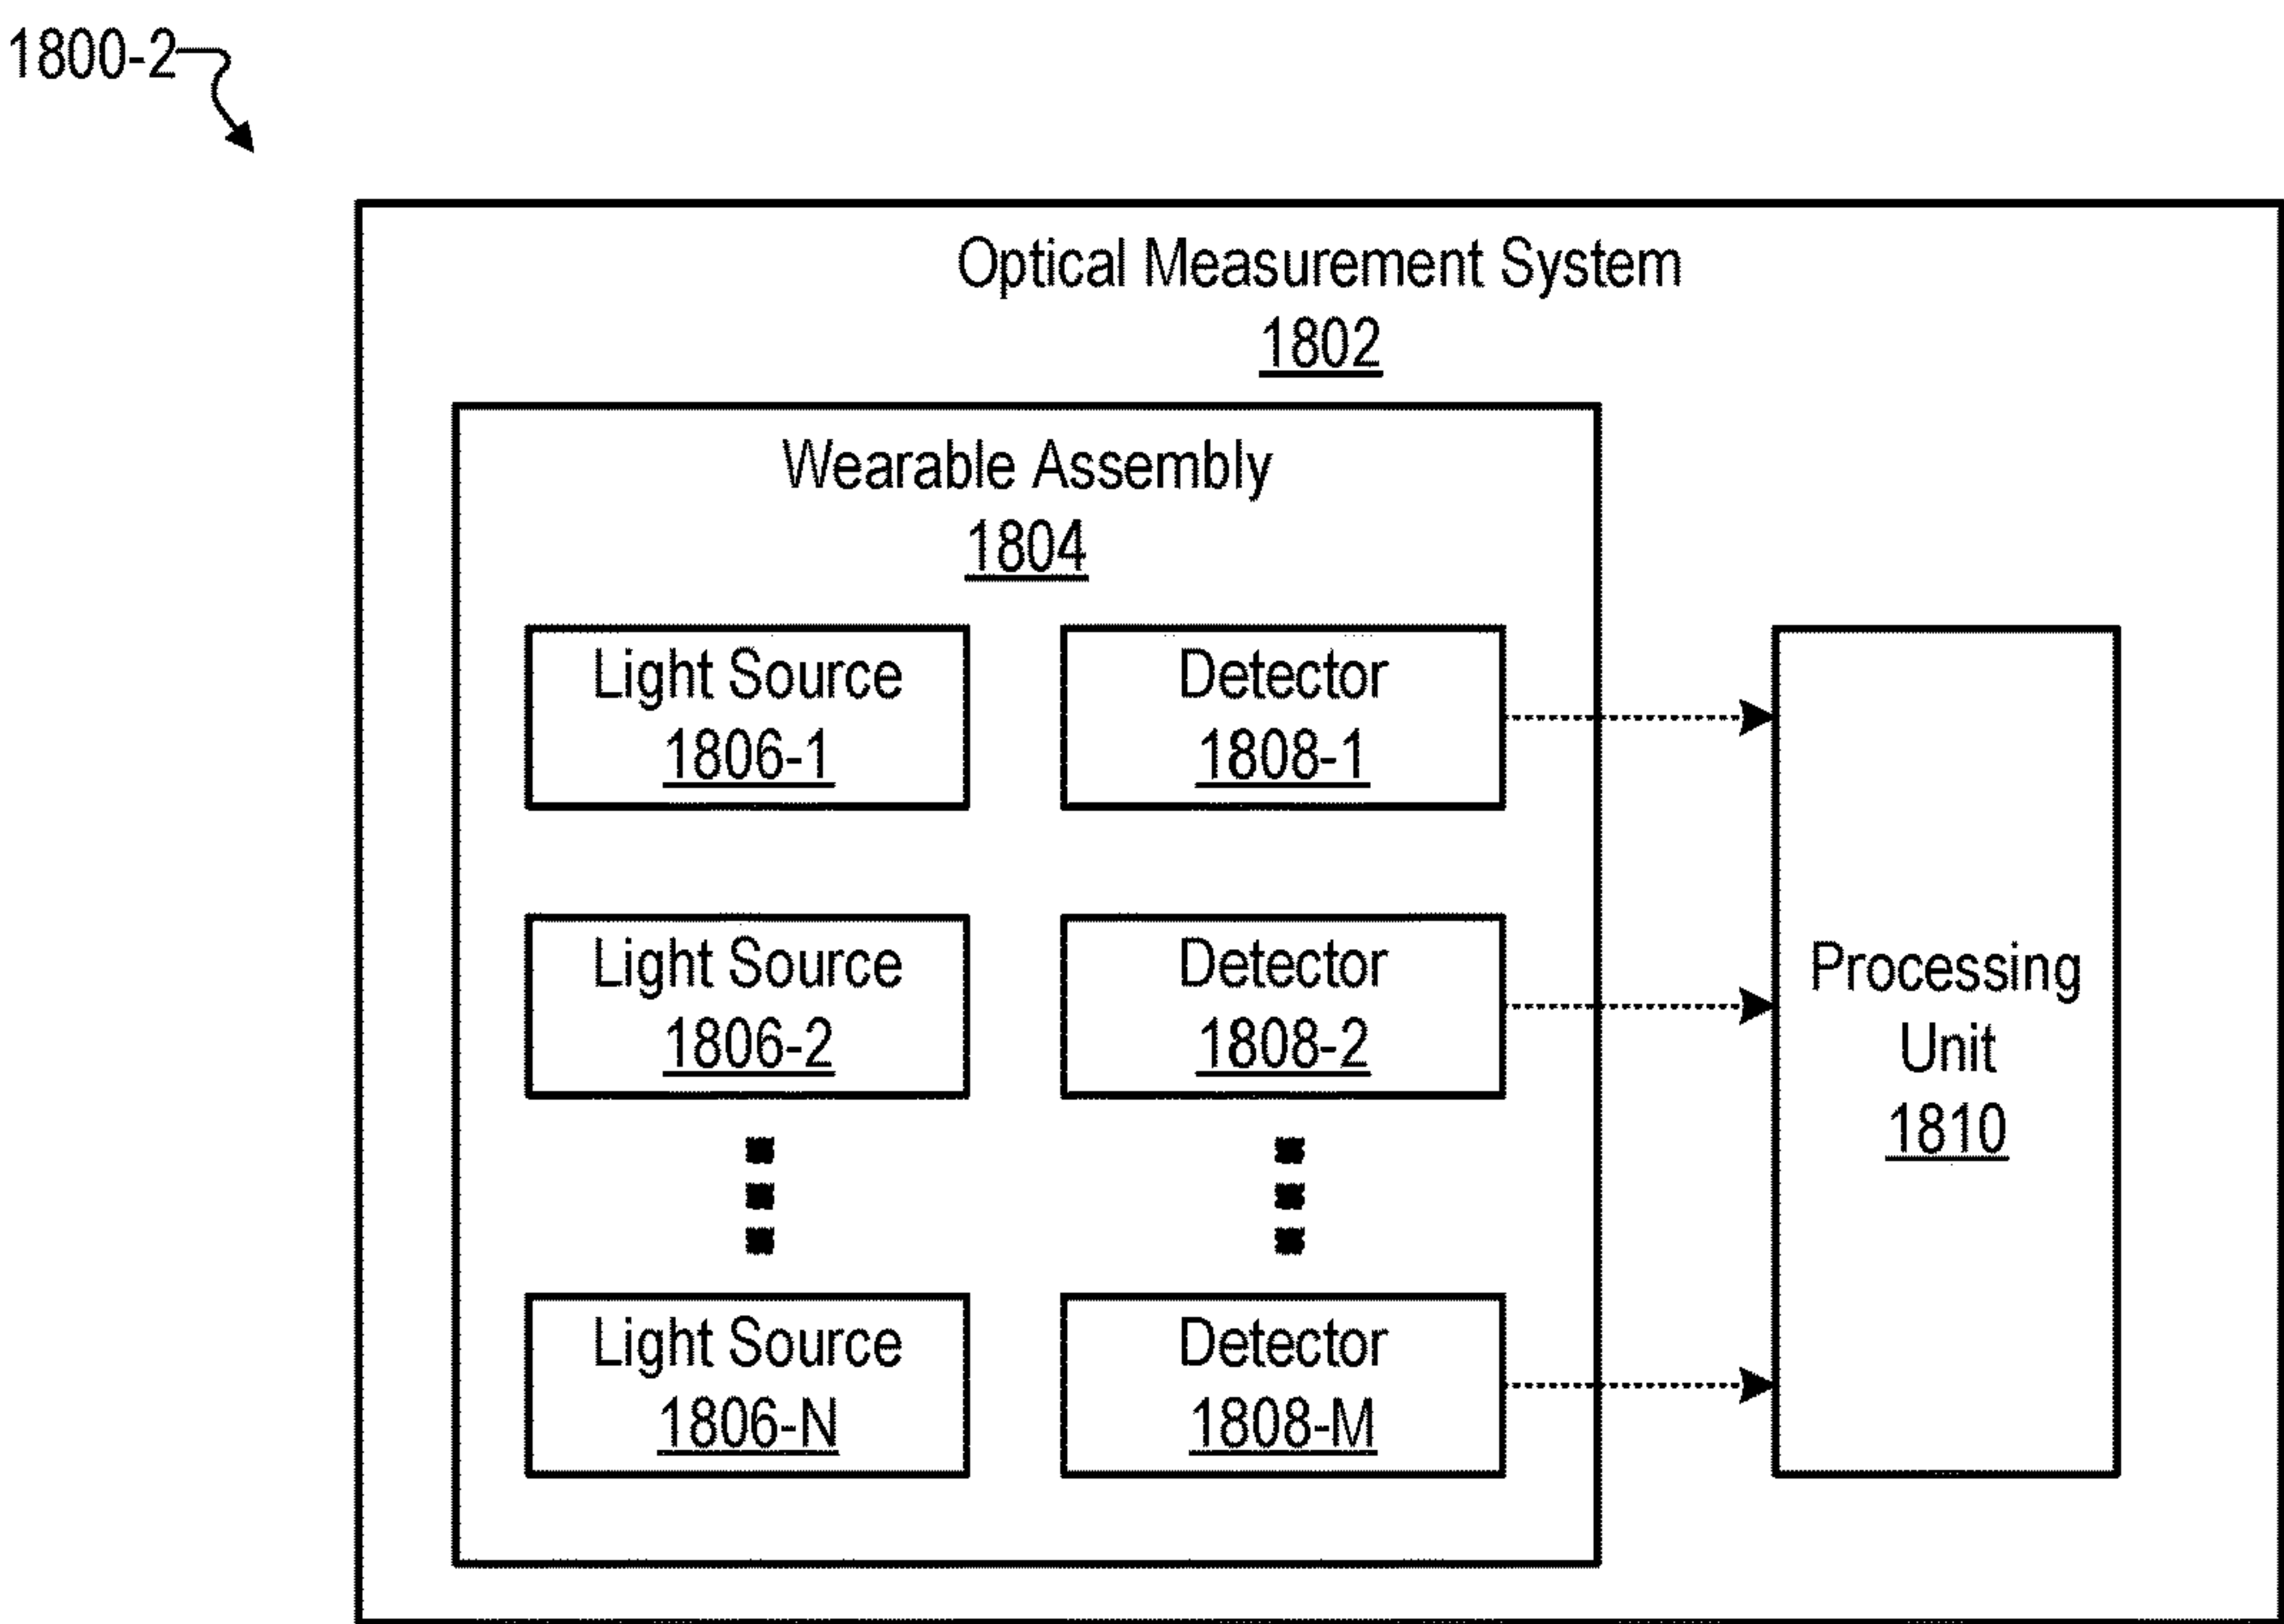 1800-2
Optical Measurement System
1802
Wearable Assembly
1804
Light Source
1806-1
Detector
1808-1
Light Source
1806-2
Detector
1808-2
Light Source
1806-N
Detector
1808-M
Processing
Unit
1810